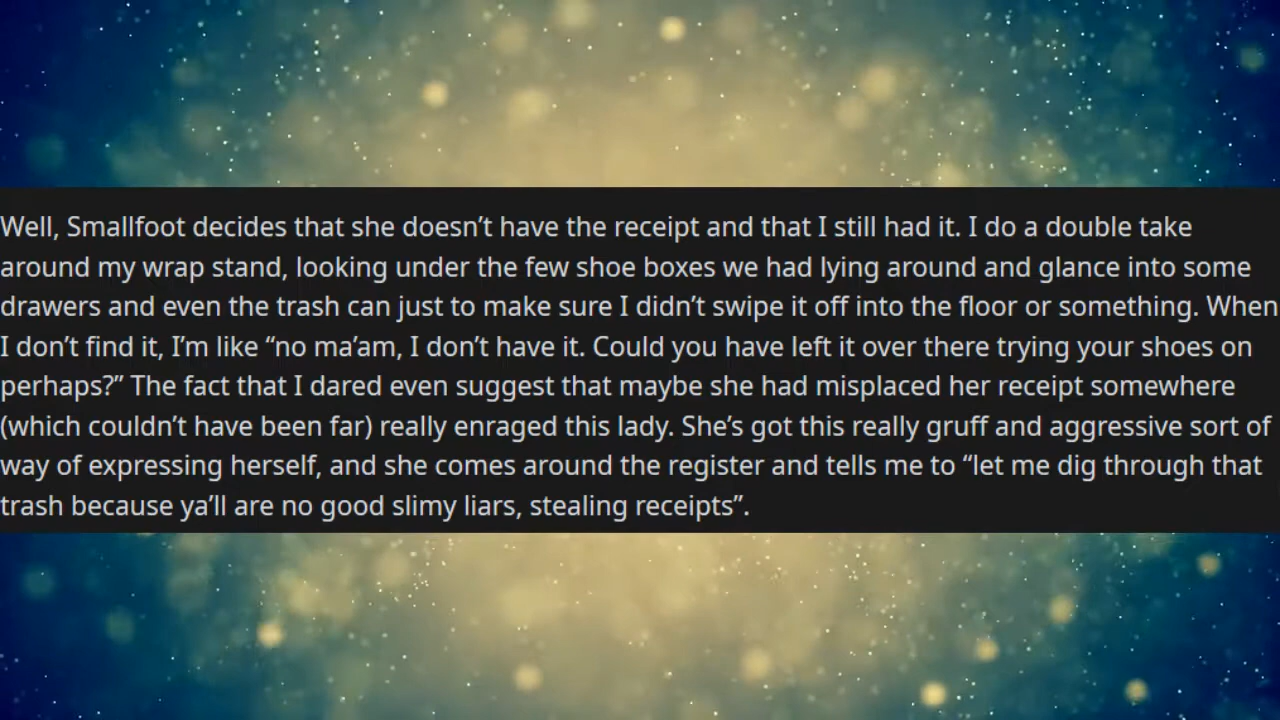 Well, Smallfoot decides that she doesn’t have the receipt and that I still had it. I do a double take
around my wrap stand, looking under the few shoe boxes we had lying around and glance into some
drawers and even the trash can just to make sure I didn’t swipe it off into the floor or something. When
I don’t find it, I’m like “no ma’am, I don’t have it. Could you have left it over there trying your shoes on
perhaps?” The fact that I dared even suggest that maybe she had misplaced her receipt somewhere
(which couldn’t have been far) really enraged this lady. She’s got this really gruff and aggressive sort of
way of expressing herself, and she comes around the register and tells me to “let me dig through that
trash because ya’ll are no good slimy liars, stealing receipts”.